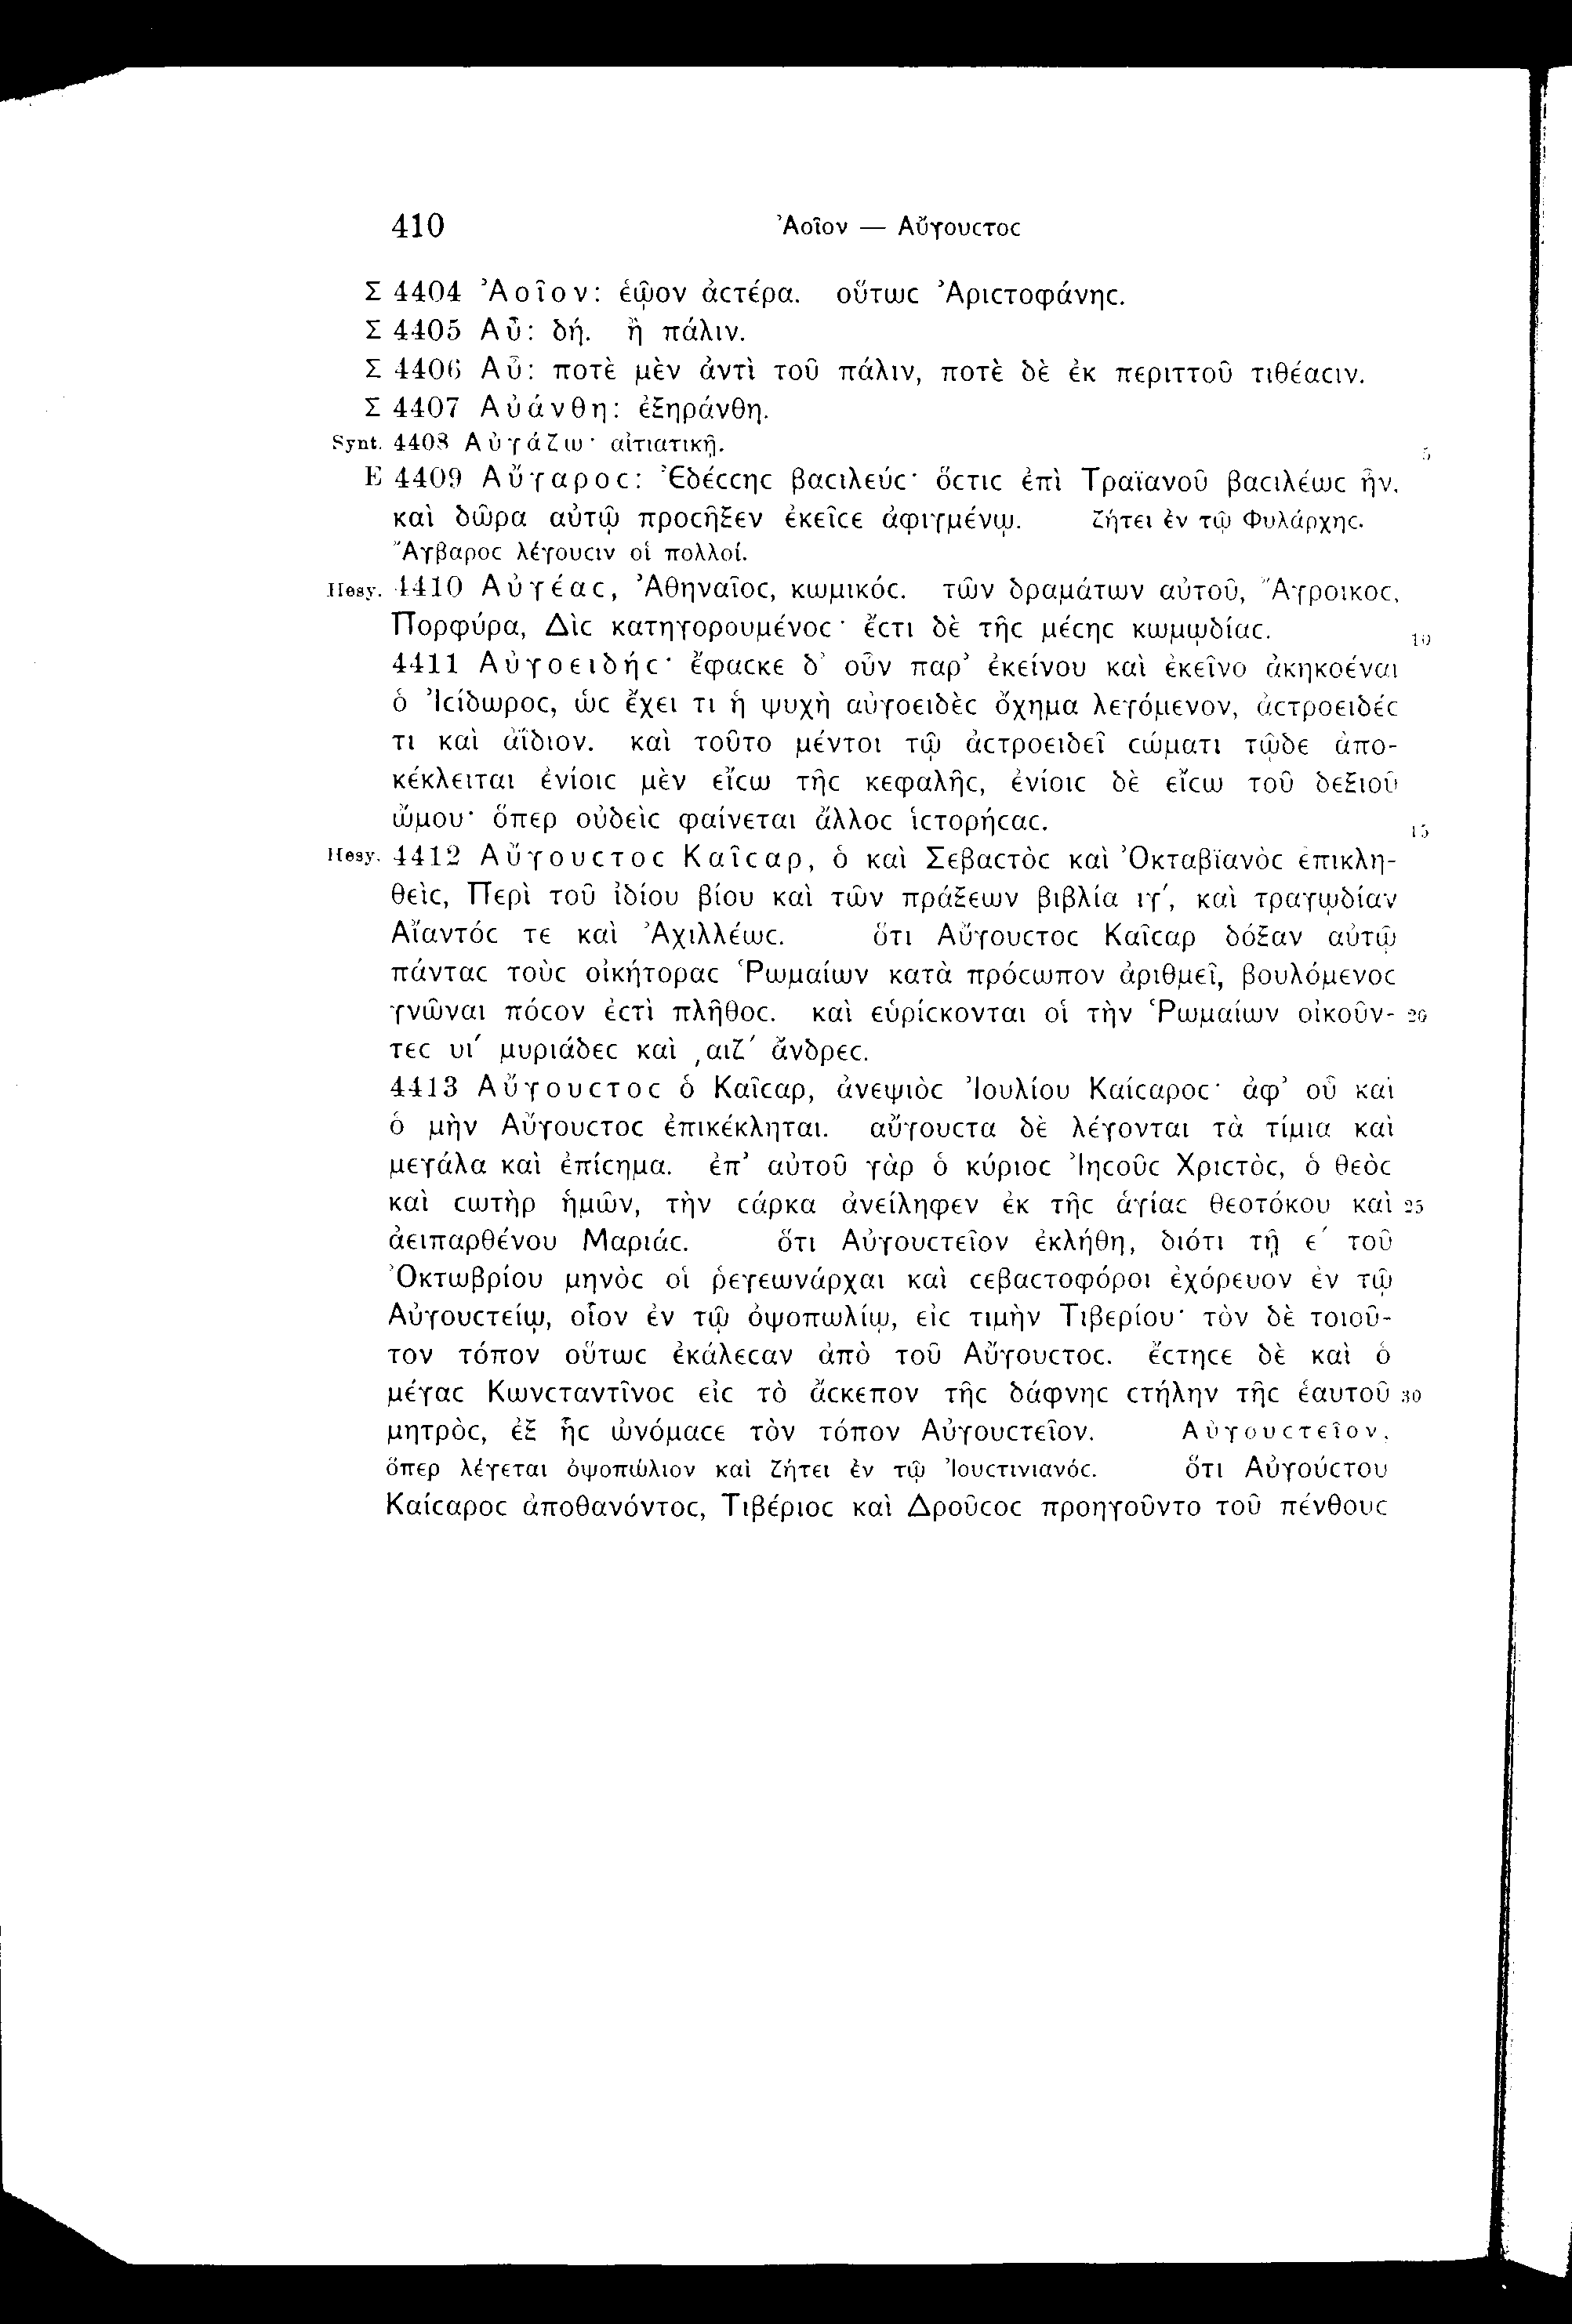 410 Ἀοῖον — Αὔγουϲτοϲ
Σ 4404 Ἀοῖον: ἑῷον ἀϲτέρα. οὕτωϲ Ἀριϲτοφάνηϲ.
Σ 4405 Αὖ: δή. ἢ πάλιν.
Σ 4406 Αὖ: ποτὲ μὲν ἀντὶ τοῦ πάλιν, ποτὲ δὲ ἐκ περιττοῦ τιθέαϲιν.
Σ 4407 Αὐάνθη: ἐξηράνθη.
Synt. 4408 Αὐγάζω· αἰτιατικῇ. 5
E 4409 Αὔγαροϲ: Ἐδέϲϲηϲ βαϲιλεύϲ· ὅϲτιϲ ἐπὶ Τραϊανοῦ βαϲιλέωϲ ἦν,
καὶ δῶρα αὐτῷ προϲῆξεν ἐκεῖϲε ἀφιγμένῳ. ζήτει ἐν τῷ Φυλάρχηϲ.
Ἄγβαροϲ λέγουϲιν οἱ πολλοί.
Hesy. 4410 Αὐγέαϲ, Ἀθηναῖοϲ, κωμικόϲ. τῶν δραμάτων αὐτοῦ, Ἄγροικοϲ,
Πορφύρα, Δὶϲ κατηγορουμένοϲ· ἔϲτι δὲ τῆϲ μέϲηϲ κωμῳδίαϲ. 10
4411 Αὐγοειδήϲ· ἔφαϲκε δ’ οὖν παρ’ ἐκείνου καὶ ἐκεῖνο ἀκηκοέναι
ὁ Ἰϲίδωροϲ, ὡϲ ἔχει τι ἡ ψυχὴ αὐγοειδὲϲ ὄχημα λεγόμενον, ἀϲτροειδέϲ
τι καὶ ἀΐδιον. καὶ τοῦτο μέντοι τῷ ἀϲτροειδεῖ ϲώματι τῷδε ἀπο-
κέκλειται ἐνίοιϲ μὲν εἴϲω τῆϲ κεφαλῆϲ, ἐνίοιϲ δὲ εἴϲω τοῦ δεξιοῦ
ὤμου· ὅπερ οὐδεὶϲ φαίνεται ἄλλοϲ ἱϲτορήϲαϲ. 15
Hesy. 4412 Αὔγουϲτοϲ Καῖϲαρ, ὁ καὶ Σεβαϲτὸϲ καὶ Ὀκταβϊανὸϲ ἐπικλη-
θεὶϲ, Περὶ τοῦ ἰδίου βίου καὶ τῶν πράξεων βιβλία ιγʹ, καὶ τραγῳδίαν
Αἴαντόϲ τε καὶ Ἀχιλλέωϲ. ὅτι Αὔγουϲτοϲ Καῖϲαρ δόξαν αὐτῷ
πάνταϲ τοὺϲ οἰκήτοραϲ Ῥωμαίων κατὰ πρόϲωπον ἀριθμεῖ, βουλόμενοϲ
γνῶναι πόϲον ἐϲτὶ πλῆθοϲ. καὶ εὑρίϲκονται οἱ τὴν Ῥωμαίων οἰκοῦν- 20
τεϲ υιʹ μυριάδεϲ καὶ ͵αιζʹ ἄνδρεϲ.
4413 Αὔγουϲτοϲ ὁ Καῖϲαρ, ἀνεψιὸϲ Ἰουλίου Καίϲαροϲ· ἀφ’ οὗ καὶ
ὁ μὴν Αὔγουϲτοϲ ἐπικέκληται. αὔγουϲτα δὲ λέγονται τὰ τίμια καὶ
μεγάλα καὶ ἐπίϲημα. ἐπ’ αὐτοῦ γὰρ ὁ κύριοϲ Ἰηϲοῦϲ Χριϲτὸϲ, ὁ θεὸϲ
καὶ ϲωτὴρ ἡμῶν, τὴν ϲάρκα ἀνείληφεν ἐκ τῆϲ ἁγίαϲ θεοτόκου καὶ 25
ἀειπαρθένου Μαριάϲ. ὅτι Αὐγουϲτεῖον ἐκλήθη, διότι τῇ εʹ τοῦ
Ὀκτωβρίου μηνὸϲ οἱ ῥεγεωνάρχαι καὶ ϲεβαϲτοφόροι ἐχόρευον ἐν τῷ
Αὐγουϲτείῳ, οἷον ἐν τῷ ὀψοπωλίῳ, εἰϲ τιμὴν Τιβερίου· τὸν δὲ τοιοῦ-
τον τόπον οὕτωϲ ἐκάλεϲαν ἀπὸ τοῦ Αὔγουϲτοϲ. ἔϲτηϲε δὲ καὶ ὁ
μέγαϲ Κωνϲταντῖνοϲ εἰϲ τὸ ἄϲκεπον τῆϲ δάφνηϲ ϲτήλην τῆϲ ἑαυτοῦ 30
μητρὸϲ, ἐξ ἧϲ ὠνόμαϲε τὸν τόπον Αὐγουϲτεῖον. Αὐγουϲτεῖον,
ὅπερ λέγεται ὀψοπώλιον καὶ ζήτει ἐν τῷ Ἰουϲτινιανόϲ. ὅτι Αὐγούϲτου
Καίϲαροϲ ἀποθανόντοϲ, Τιβέριοϲ καὶ Δροῦϲοϲ προηγοῦντο τοῦ πένθουϲ